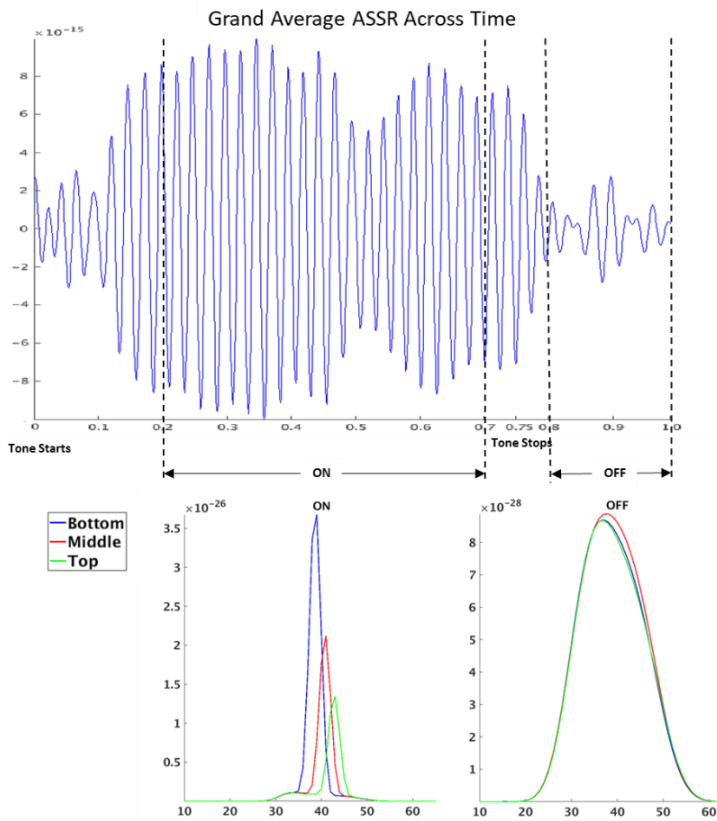 Grand Average ASSR Across Time
×10⁻¹⁵
8
6
4
2
0
−2
−4
-15
−6
−8
0 0.1 0.2 0.3 0.4 0.5 0.6 0.7 0.75 0.8 0.9 1.0
Tone Starts Tone Stops
ON OFF
Bottom
Middle
Top
ON
×10⁻²⁶
3.5
3
2.5
2
1.5
1
0.5
10 20 30 40 50 60
OFF
×10⁻²⁸
8
7
6
5
4
3
2
1
10 20 30 40 50 60